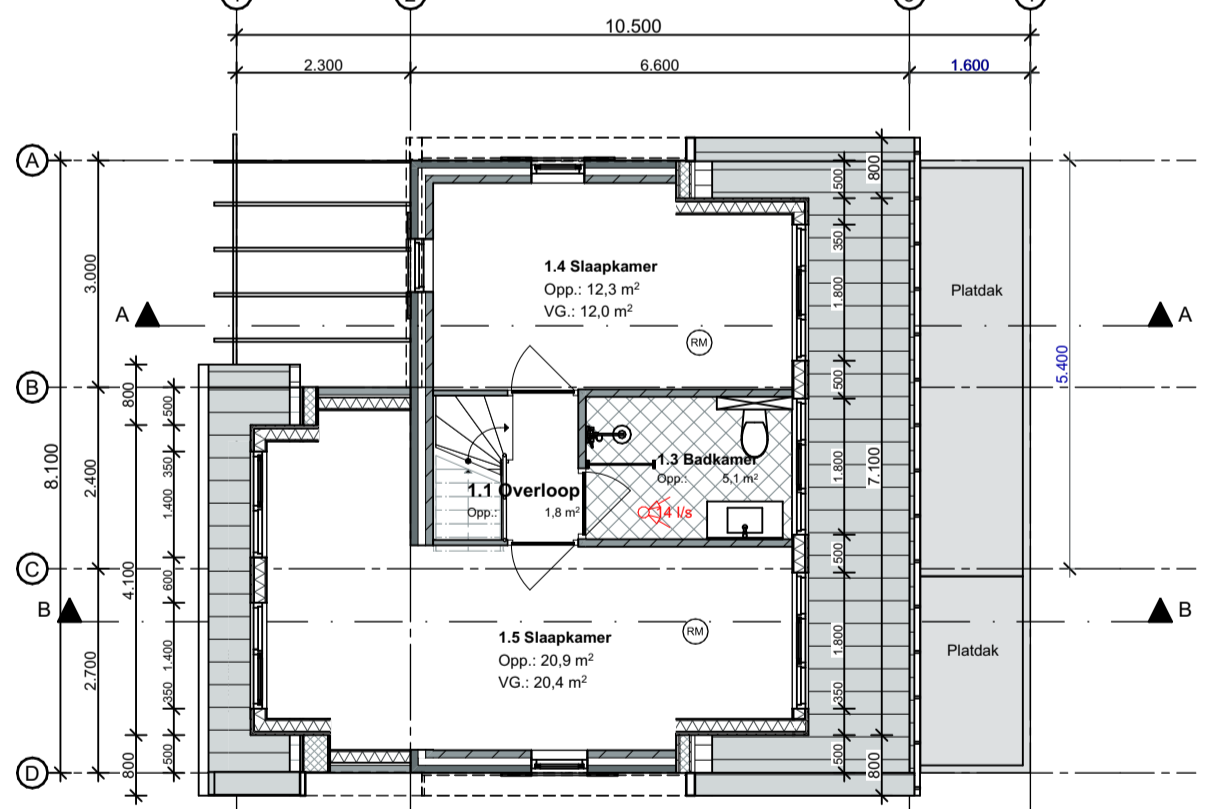 10.500
2.300
6.600
1.600
A
800
500
3.000
350
1.4 Slaapkamer
Opp.: 12,3 m²
VG.: 12,0 m²
1.800
Platdak
A
A
RM
5.400
B
800
500
500
8.100
2.400
350
1.400
1.3 Badkamer
Opp.: 5,1 m²
1.800
7.100
1.1 Overloop
Opp.: 1,8 m²
14 l/s
C
4.100
600
500
B
B
1.5 Slaapkamer
Opp.: 20,9 m²
VG.: 20,4 m²
RM
1.800
Platdak
2.700
1.400
350
350
D
800
500
500
800